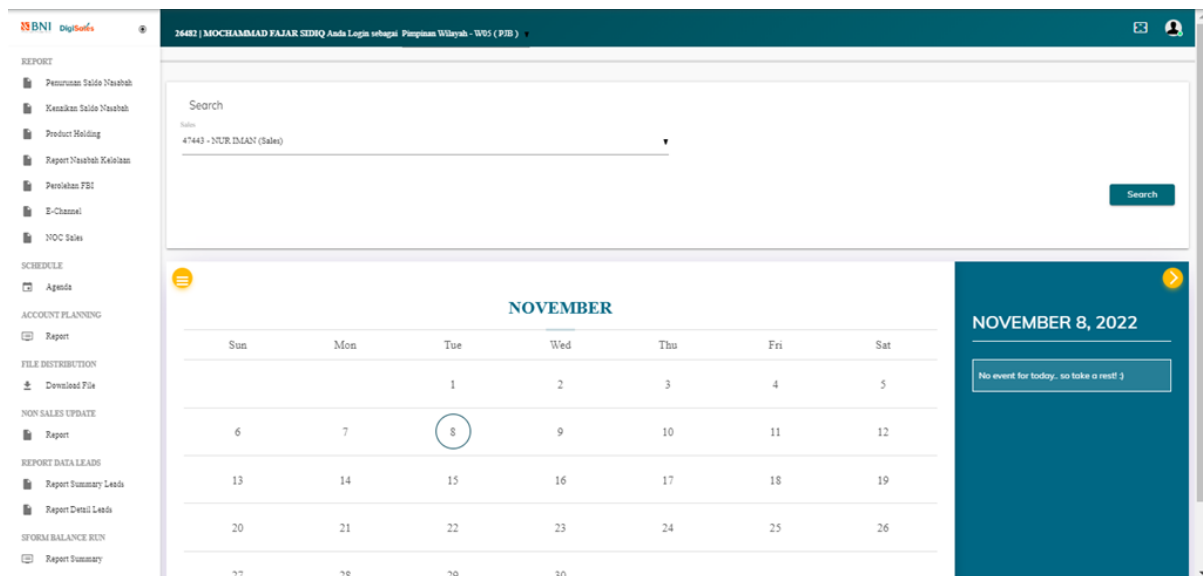 BNI DigiSales
26482 | MOCHAMMAD FAJAR SIDIQ Anda Login sebagai Pimpinan Wilayah - W05 ( PJB )
REPORT
Penurunan Saldo Nasabah
Kenaikan Saldo Nasabah
Product Holding
Report Nasabah Kelolaan
Perolehan FBI
E-Channel
NOC Sales
SCHEDULE
Agenda
ACCOUNT PLANNING
Report
FILE DISTRIBUTION
Download File
NON SALES UPDATE
Report
REPORT DATA LEADS
Report Summary Leads
Report Detail Leads
SFORM BALANCE RUN
Report Summary
Search
Sales
47443 - NUR IMAN (Sales)
Search
NOVEMBER
Sun Mon Tue Wed Thu Fri Sat
1 2 3 4 5
6 7 8 9 10 11 12
13 14 15 16 17 18 19
20 21 22 23 24 25 26
27 28 29 30
NOVEMBER 8, 2022
No event for today.. so take a rest! :)